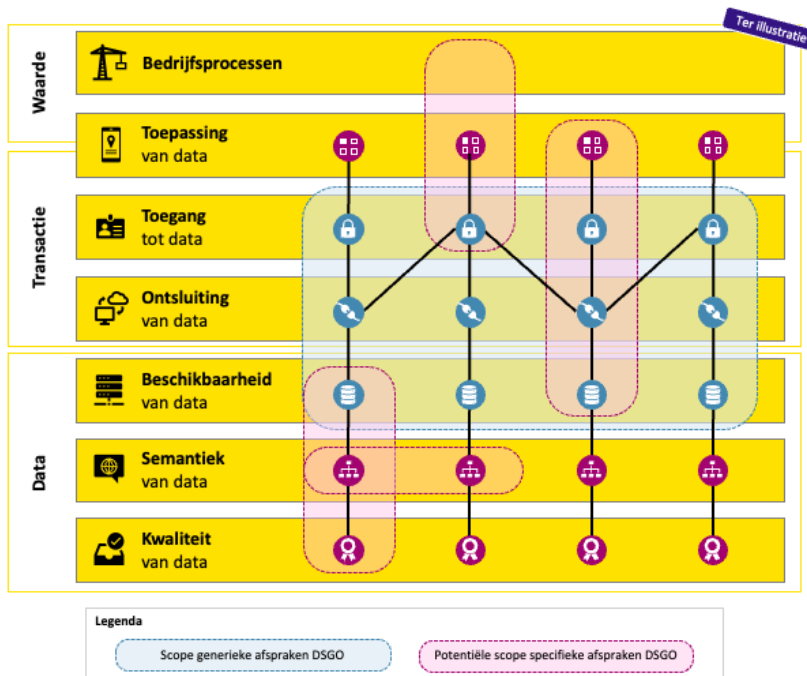 Ter illustratie
Waarde
Bedrijfsprocessen
Toepassing
van data
Transactie
Toegang
tot data
Ontsluiting
van data
Data
Beschikbaarheid
van data
Semantiek
van data
Kwaliteit
van data
Legenda
Scope generieke afspraken DSGO
Potentiële scope specifieke afspraken DSGO